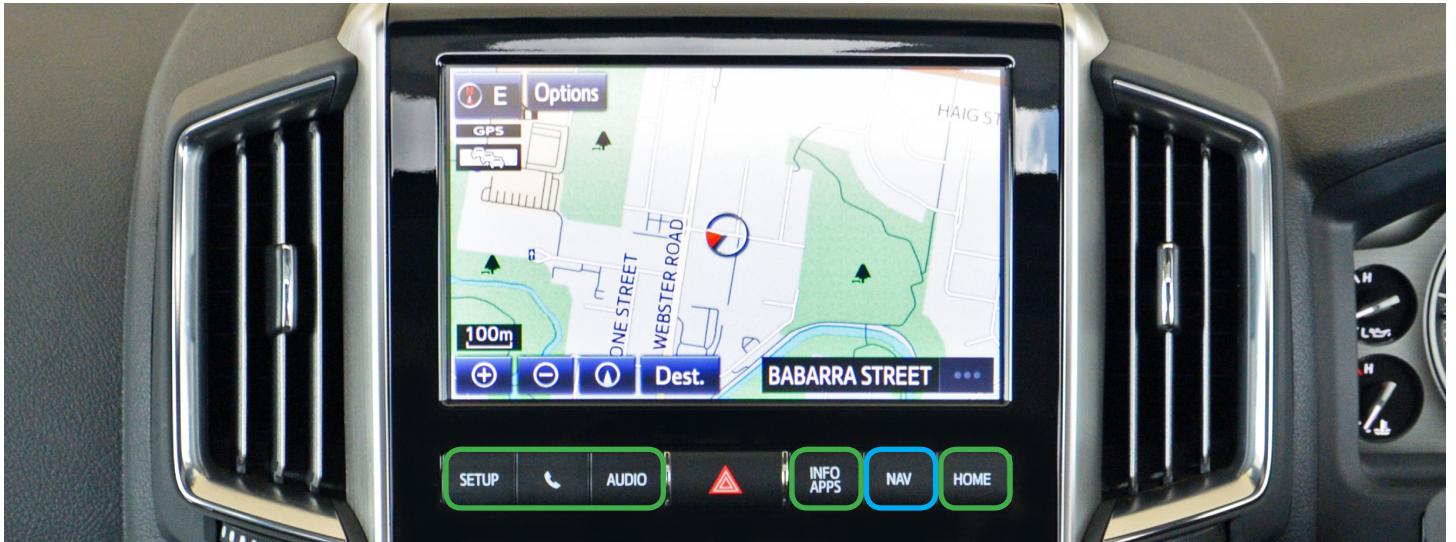 N
E
Options
HAIG ST
GPS
ONE STREET
WEBSTER ROAD
100m
Dest.
BABARRA STREET
SETUP
AUDIO
INFO
APPS
NAV
HOME
H
L
H